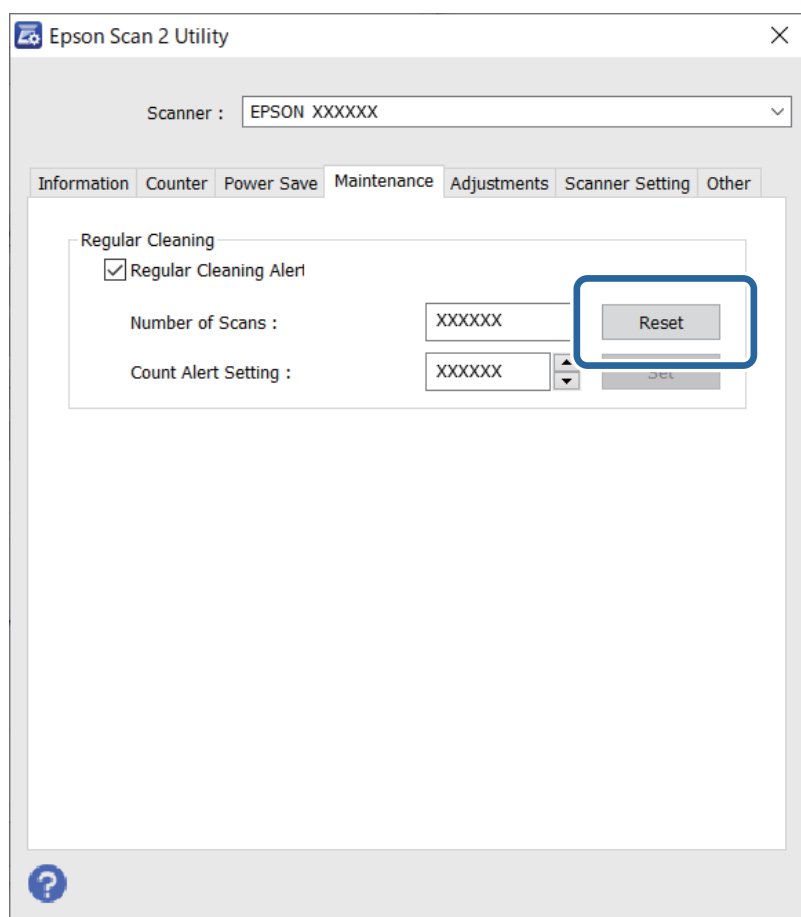 Epson Scan 2 Utility
Scanner : EPSON XXXXXX
Information Counter Power Save Maintenance Adjustments Scanner Setting Other
Regular Cleaning
Regular Cleaning Alert
Number of Scans : XXXXXX Reset
Count Alert Setting : XXXXXX Set
?